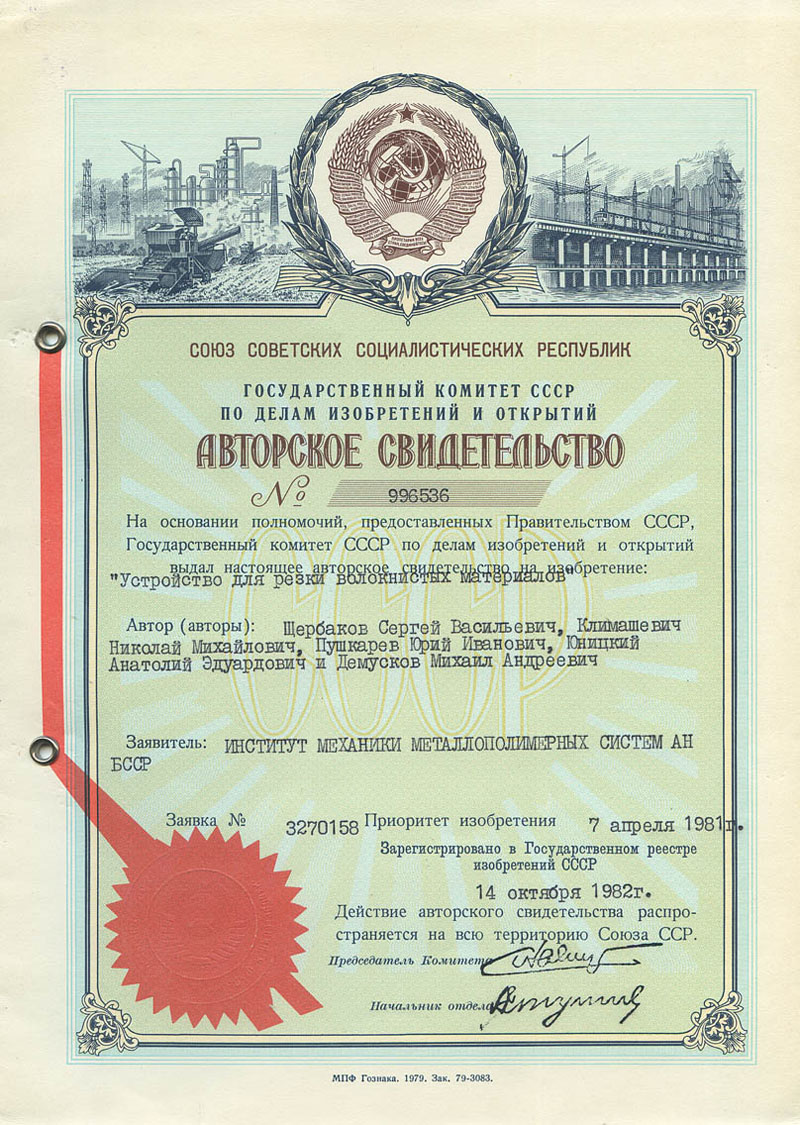 СОЮЗ СОВЕТСКИХ СОЦИАЛИСТИЧЕСКИХ РЕСПУБЛИК
ГОСУДАРСТВЕННЫЙ КОМИТЕТ СССР
ПО ДЕЛАМ ИЗОБРЕТЕНИЙ И ОТКРЫТИЙ
АВТОРСКОЕ СВИДЕТЕЛЬСТВО
№ 996536
На основании полномочий, предоставленных Правительством СССР,
Государственный комитет СССР по делам изобретений и открытий
выдал настоящее авторское свидетельство на изобретение:
"Устройство для резки волокнистых материалов"
Автор (авторы): Щербаков Сергей Васильевич, Климашевич
Николай Михайлович, Пушкарев Юрий Иванович, Юницкий
Анатолий Эдуардович и Демусков Михаил Андреевич
СССР
Заявитель: ИНСТИТУТ МЕХАНИКИ МЕТАЛЛОПОЛИМЕРНЫХ СИСТЕМ АН
БССР
Заявка № 3270158 Приоритет изобретения 7 апреля 1981г.
Зарегистрировано в Государственном реестре
изобретений СССР
14 октября 1982г.
Действие авторского свидетельства распро-
страняется на всю территорию Союза ССР.
Председатель Комитета
Начальник отдела
МПФ Гознака. 1979. Зак. 79-3083.